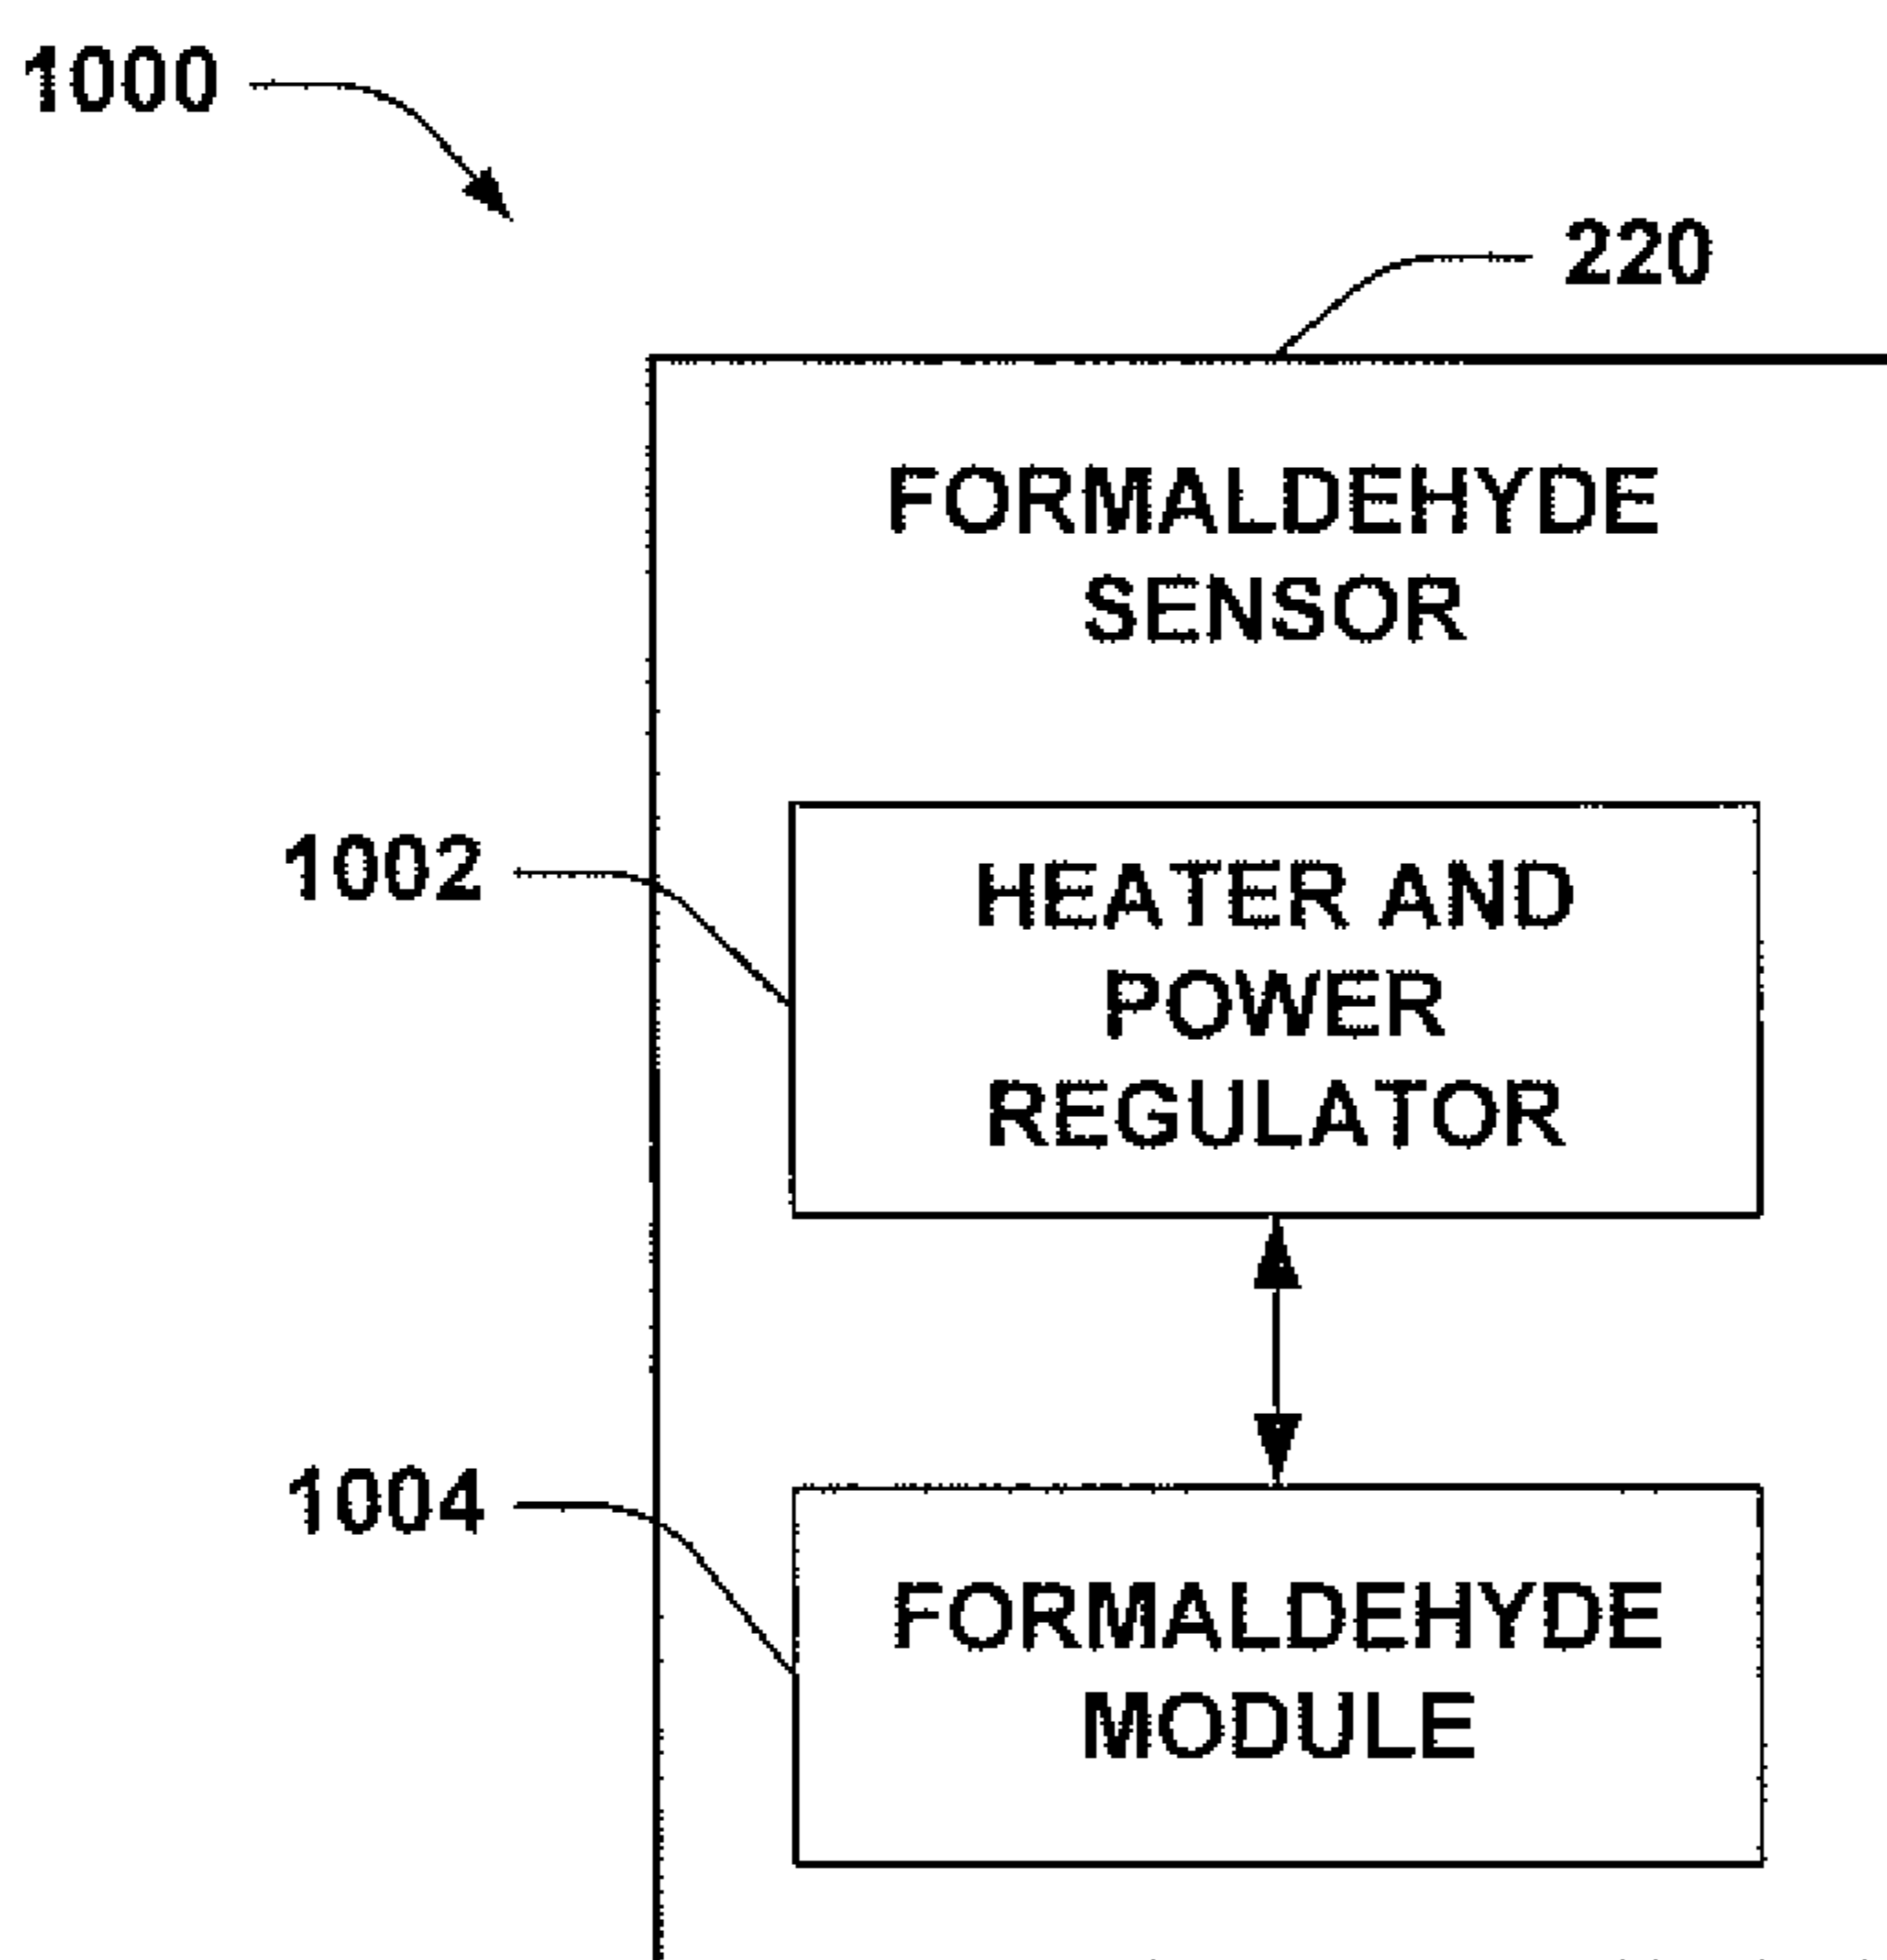 1000
220
FORMALDEHYDE
SENSOR
1002
HEATER AND
POWER
REGULATOR
1004
FORMALDEHYDE
MODULE